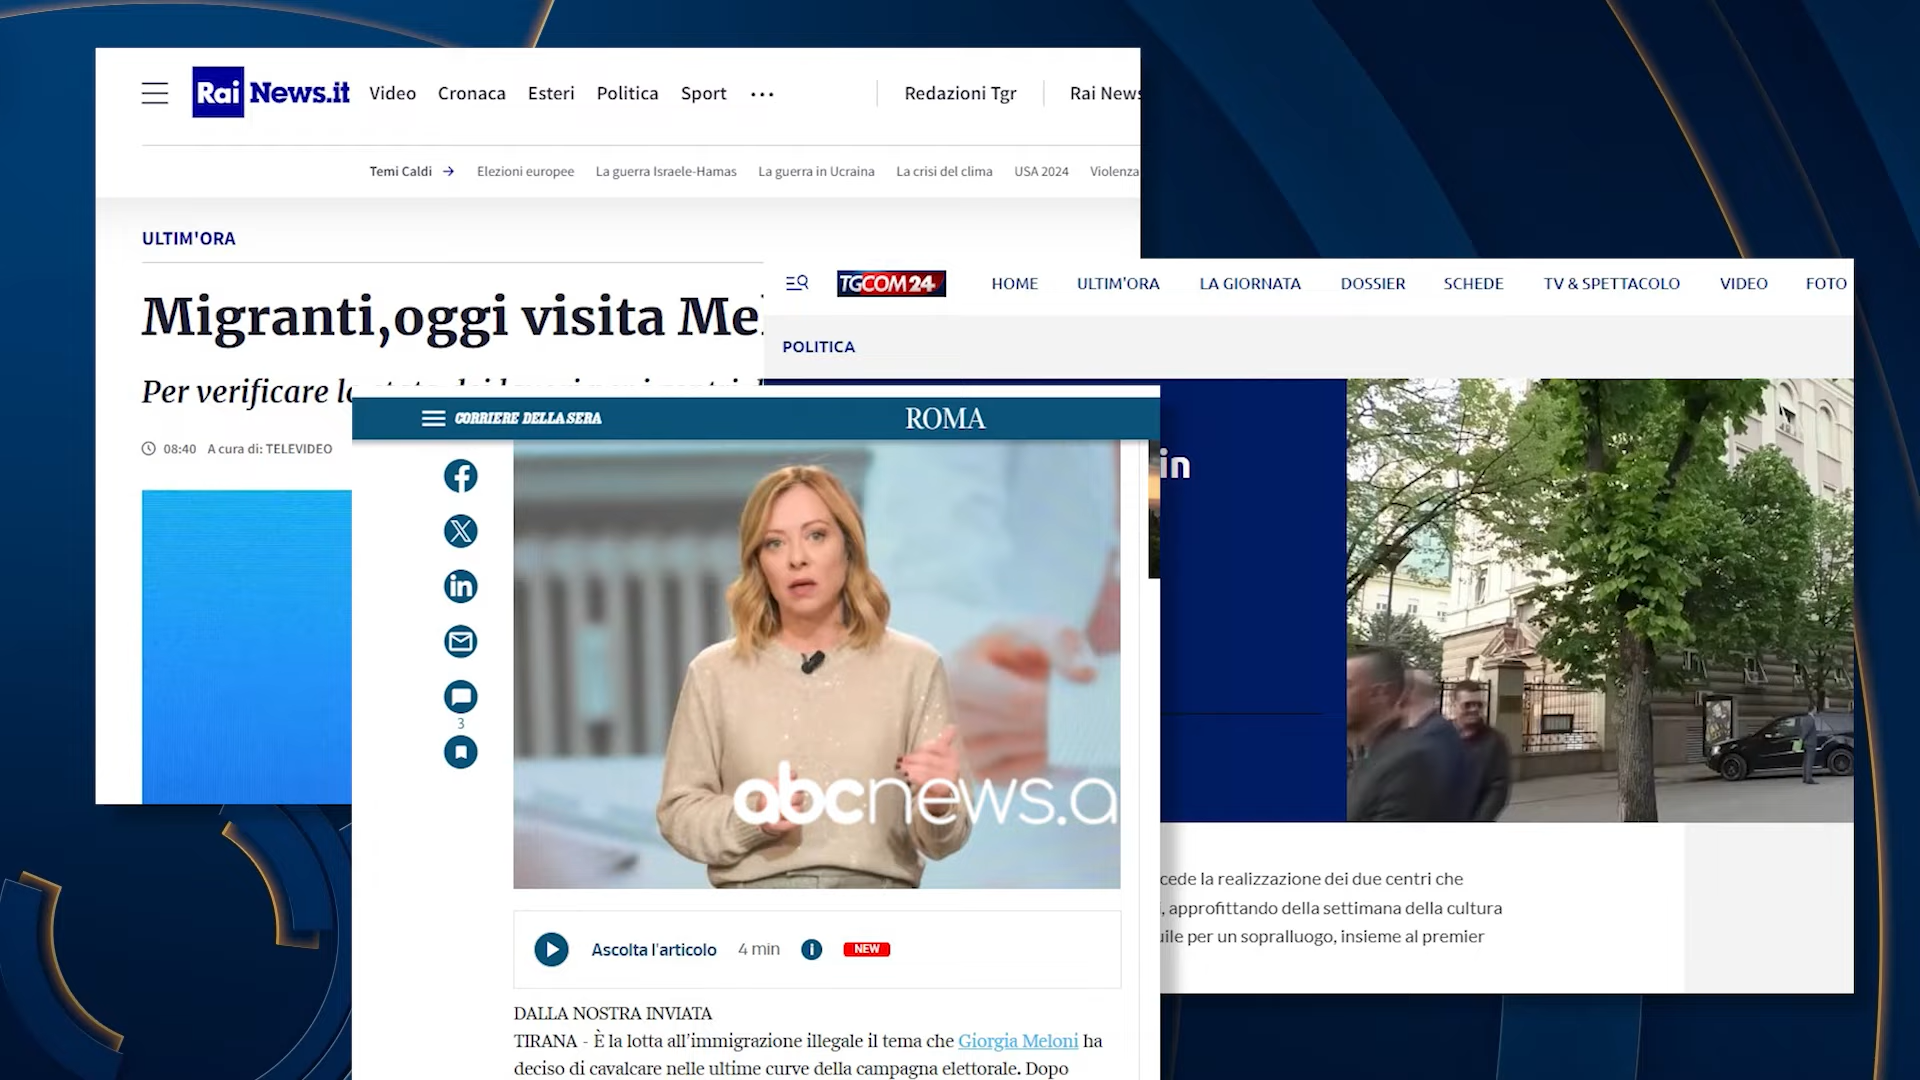 Rai News.it Video Cronaca Esteri Politica Sport ... Redazioni Tgr Rai News
Temi Caldi → Elezioni europee La guerra Israele-Hamas La guerra in Ucraina La crisi del clima USA 2024 Violenza
ULTIM'ORA
Migranti,oggi visita
Per verificare
08:40 A cura di: TELEVIDEO
TGCOM24 HOME ULTIM'ORA LA GIORNATA DOSSIER SCHEDE TV & SPETTACOLO VIDEO FOTO
POLITICA
in
cede la realizzazione dei due centri che
, approfittando della settimana della cultura
per un sopralluogo, insieme al premier
CORRIERE DELLA SERA ROMA
3
abcnews.a
Ascolta l'articolo 4 min i NEW
DALLA NOSTRA INVIATA
TIRANA - È la lotta all'immigrazione illegale il tema che Giorgia Meloni ha
deciso di cavalcare nelle ultime curve della campagna elettorale. Dopo